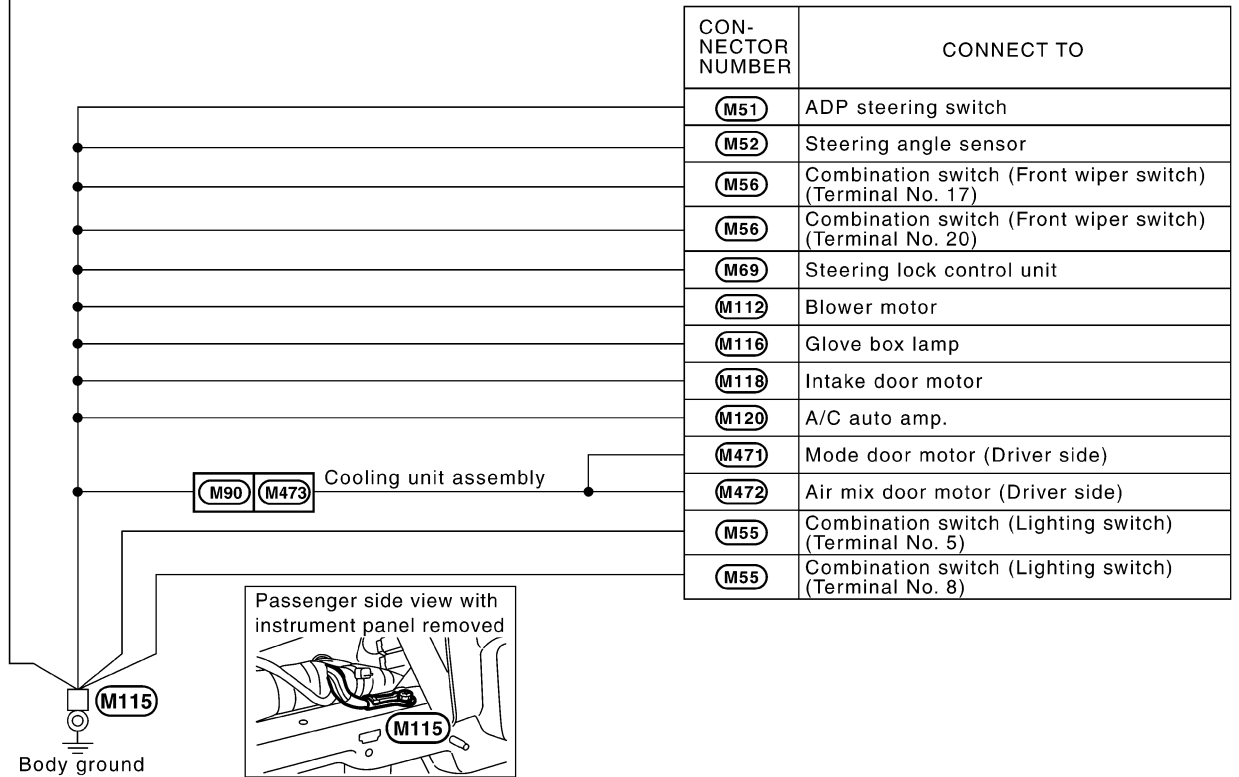 CON-
NECTOR
NUMBER
CONNECT TO
M51 ADP steering switch
M52 Steering angle sensor
M56 Combination switch (Front wiper switch)
(Terminal No. 17)
M56 Combination switch (Front wiper switch)
(Terminal No. 20)
M69 Steering lock control unit
M112 Blower motor
M116 Glove box lamp
M118 Intake door motor
M120 A/C auto amp.
M471 Mode door motor (Driver side)
M90 M473 Cooling unit assembly
M472 Air mix door motor (Driver side)
M55 Combination switch (Lighting switch)
(Terminal No. 5)
M55 Combination switch (Lighting switch)
(Terminal No. 8)
Passenger side view with
instrument panel removed
M115
M115
Body ground